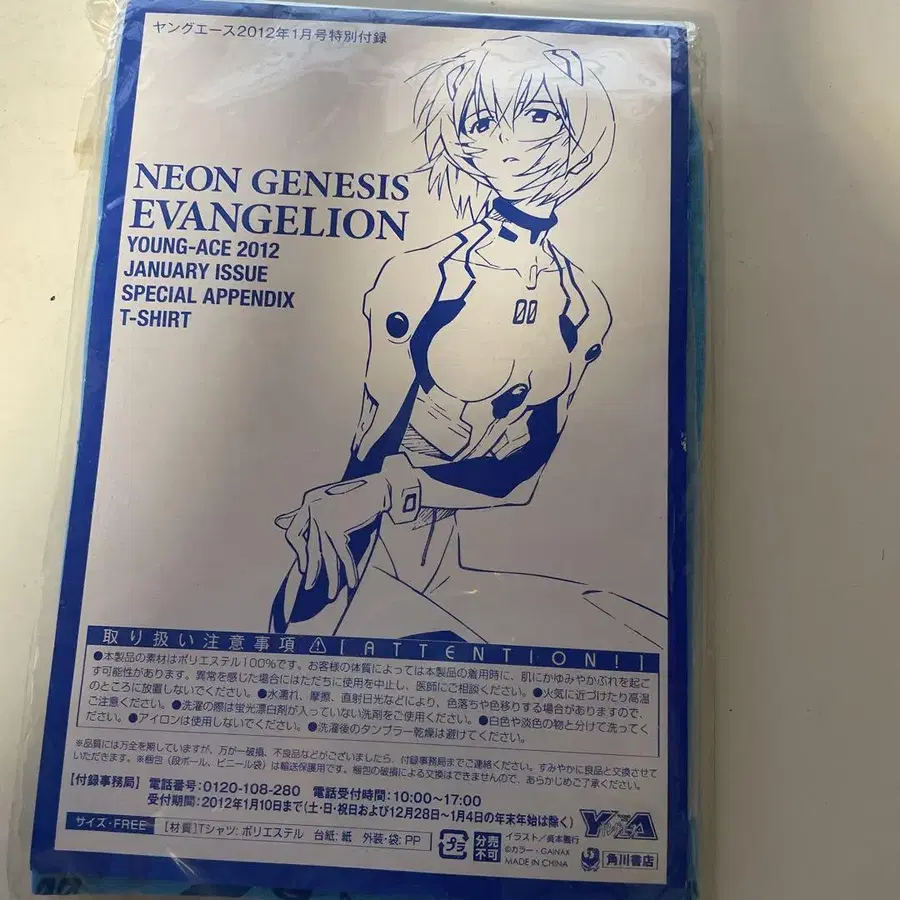 ヤングエース2012年1月号特別付録
NEON GENESIS
EVANGELION
YOUNG-ACE 2012
JANUARY ISSUE
SPECIAL APPENDIX
T-SHIRT
00
取り扱い注意事項 ⚠ [ATTENTION!]
●本製品の素材はポリエステル100%です。お客様の体質によっては本製品の着用時に、肌にかゆみやかぶれを起こ
す可能性があります。異常を感じた場合にはただちに使用を中止し、医師にご相談ください。●火気に近づけたり高温
のところに放置しないでください。●水濡れ、摩擦、直射日光などにより、色落ちや色移りする場合がありますので、
ご注意ください。●洗濯の際は蛍光漂白剤が入っていない洗剤をご使用ください。●白色や淡色の物と分けて洗ってく
ださい。●アイロンは使用しないでください。●洗濯後のタンブラー乾燥は避けてください。
※品質には万全を期していますが、万が一破損、不良品などがございましたら、付録事務局までご連絡ください。すみやかに良品と交換させて
いただきます。※梱包(段ボール、ビニール袋)は輸送保護用です。梱包の破損による交換はできませんので、あらかじめご了承ください。
【付録事務局】 電話番号:0120-108-280 電話受付時間:10:00〜17:00
受付期間:2012年1月10日まで(土・日・祝日および12月28日〜1月4日の年末年始は除く)
サイズ・FREE [材質]Tシャツ:ポリエステル 台紙:紙 外装・袋:PP
プラ
分売
不可
イラスト/貞本義行
©カラー・GAINAX
MADE IN CHINA
YA
角川書店